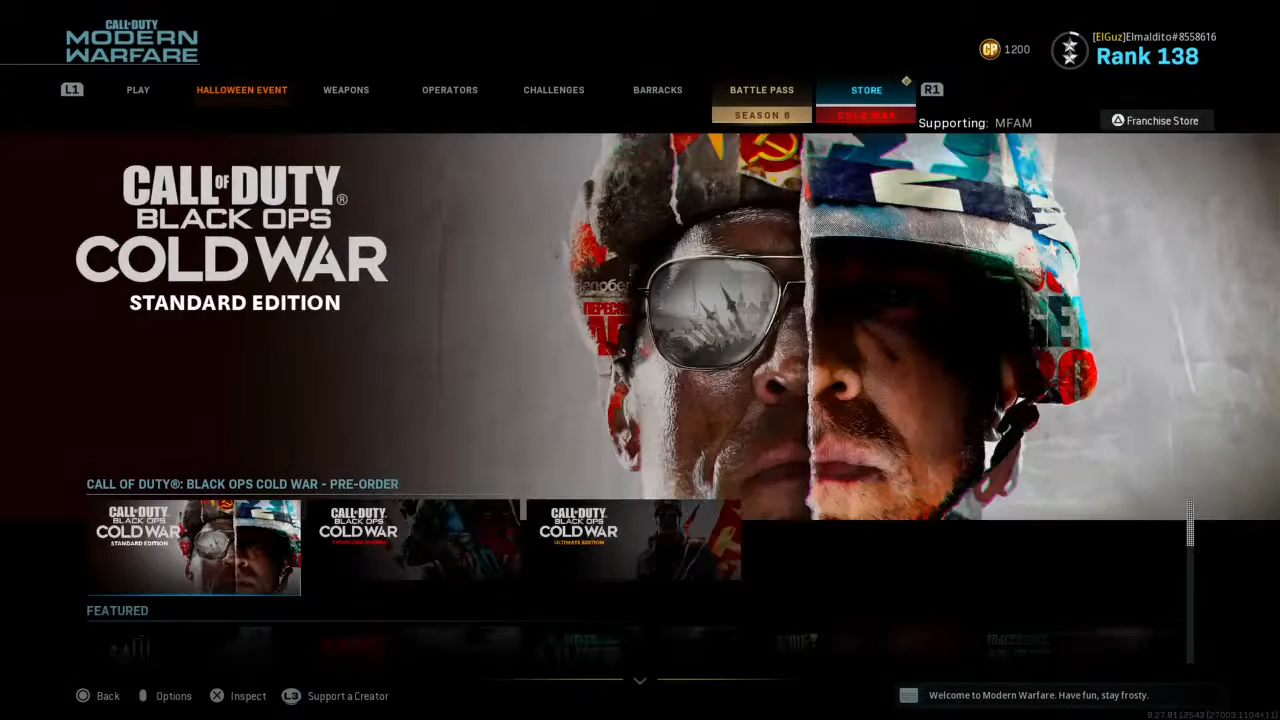 CALL OF DUTY
MODERN
WARFARE
CP 1200
[ElGuz]Elmaldito#8558616
Rank 138
L1
PLAY
HALLOWEEN EVENT
WEAPONS
OPERATORS
CHALLENGES
BARRACKS
BATTLE PASS
SEASON 6
STORE
COLD WAR
R1
Supporting: MFAM
Franchise Store
CALL OF DUTY®
BLACK OPS
COLD WAR
STANDARD EDITION
CALL OF DUTY®: BLACK OPS COLD WAR - PRE-ORDER
CALL OF DUTY
BLACK OPS
COLD WAR
STANDARD EDITION
CALL OF DUTY
BLACK OPS
COLD WAR
CALL OF DUTY
BLACK OPS
COLD WAR
ULTIMATE EDITION
FEATURED
Back
Options
Inspect
L3 Support a Creator
Welcome to Modern Warfare. Have fun, stay frosty.